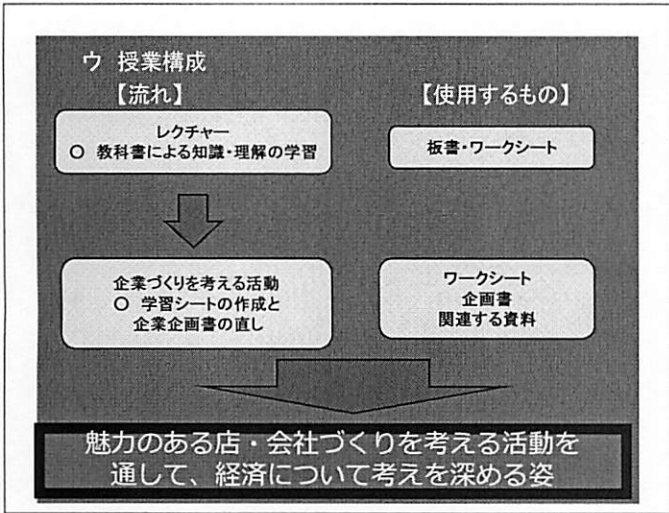 ウ 授業構成
【流れ】
【使用するもの】
レクチャー
○ 教科書による知識・理解の学習
板書・ワークシート
企業づくりを考える活動
○ 学習シートの作成と
企業企画書の直し
ワークシート
企画書
関連する資料
魅力のある店・会社づくりを考える活動を
通して、経済について考えを深める姿